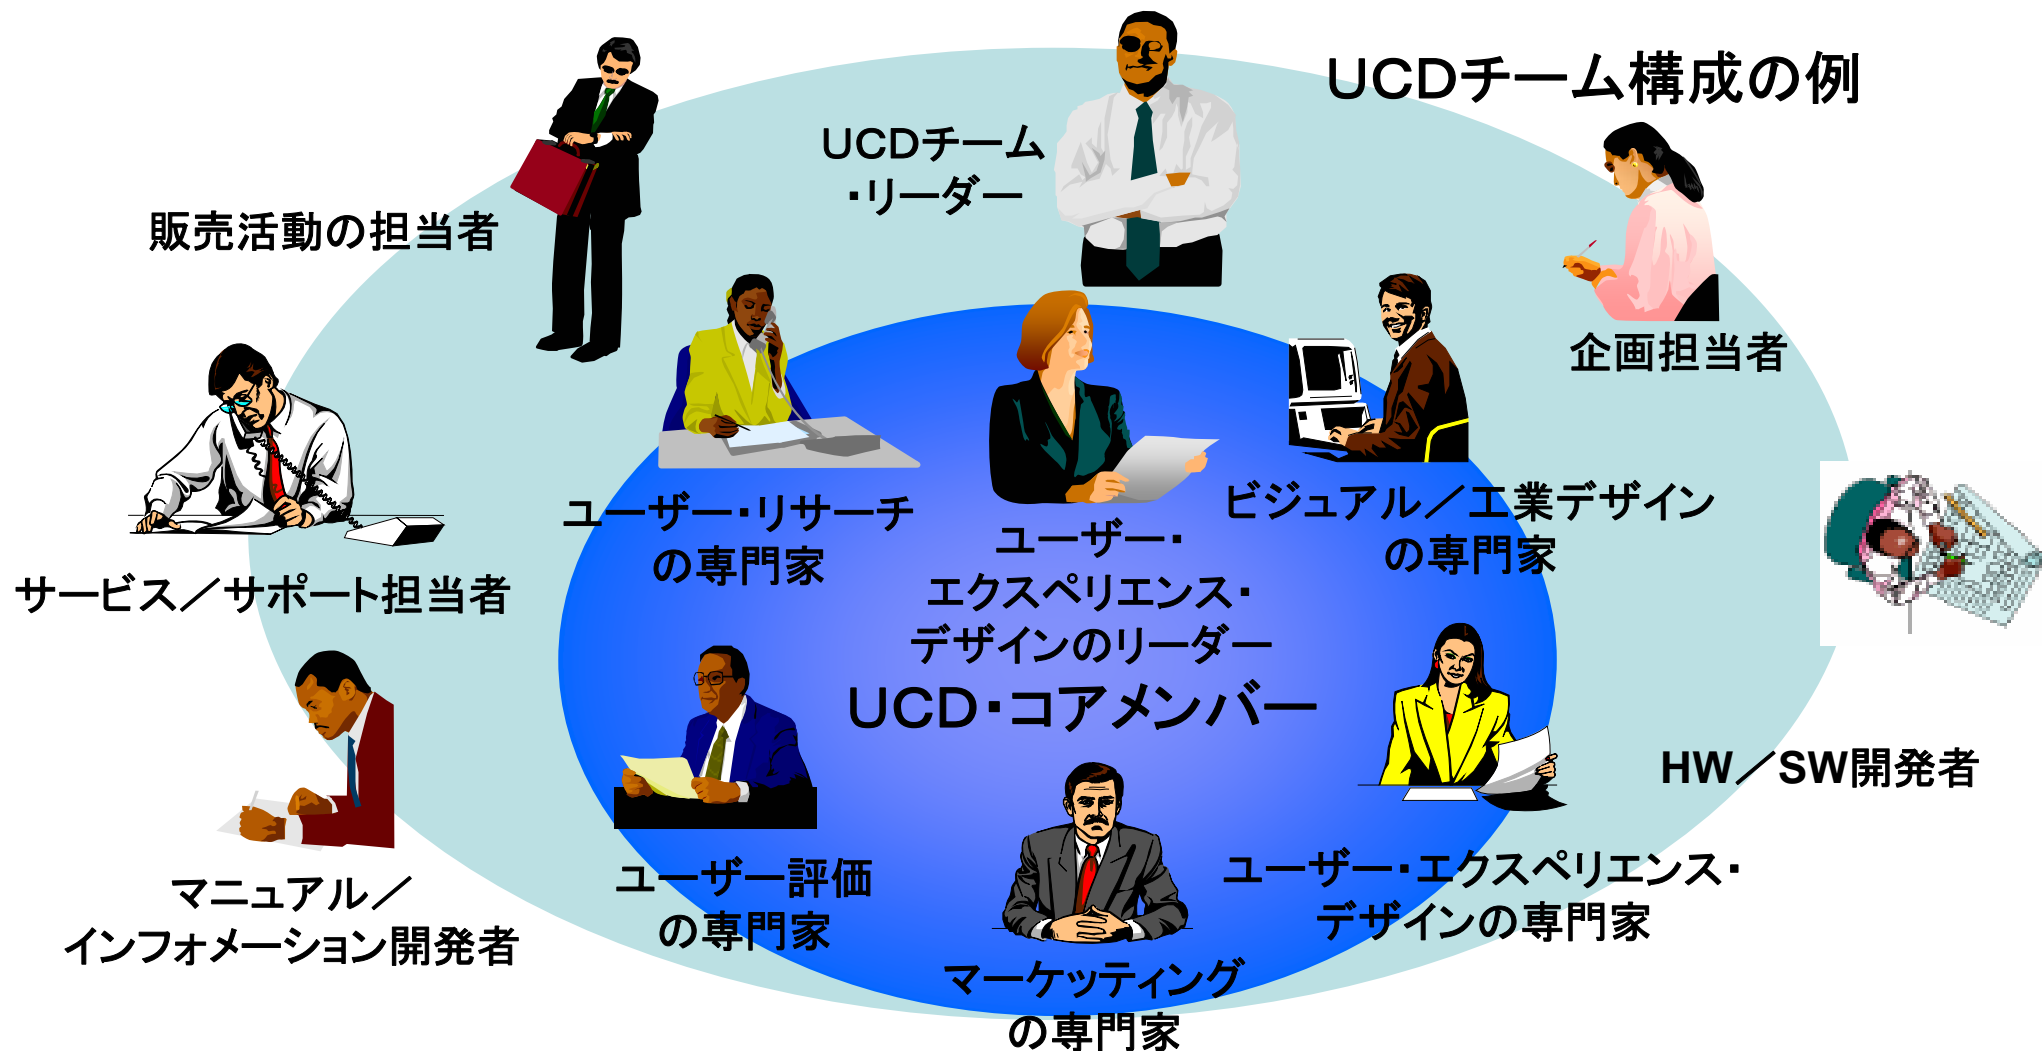 UCDチーム構成の例
UCDチーム
・リーダー
販売活動の担当者
企画担当者
ユーザー・リサーチ
の専門家
ユーザー・
エクスペリエンス・
デザインのリーダー
ビジュアル／工業デザイン
の専門家
サービス／サポート担当者
UCD・コアメンバー
HW／SW開発者
マニュアル／
インフォメーション開発者
ユーザー評価
の専門家
ユーザー・エクスペリエンス・
デザインの専門家
マーケッティング
の専門家